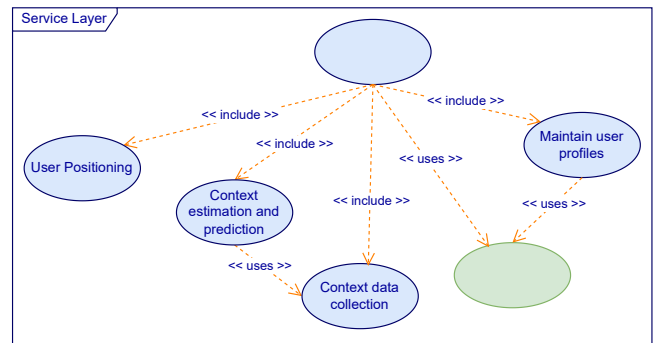 Service Layer
<< include >>
<< include >>
<< include >>
User Positioning
Maintain user
profiles
<< uses >>
Context
estimation and
prediction
<< include >>
<< uses >>
<< uses >>
Context data
collection